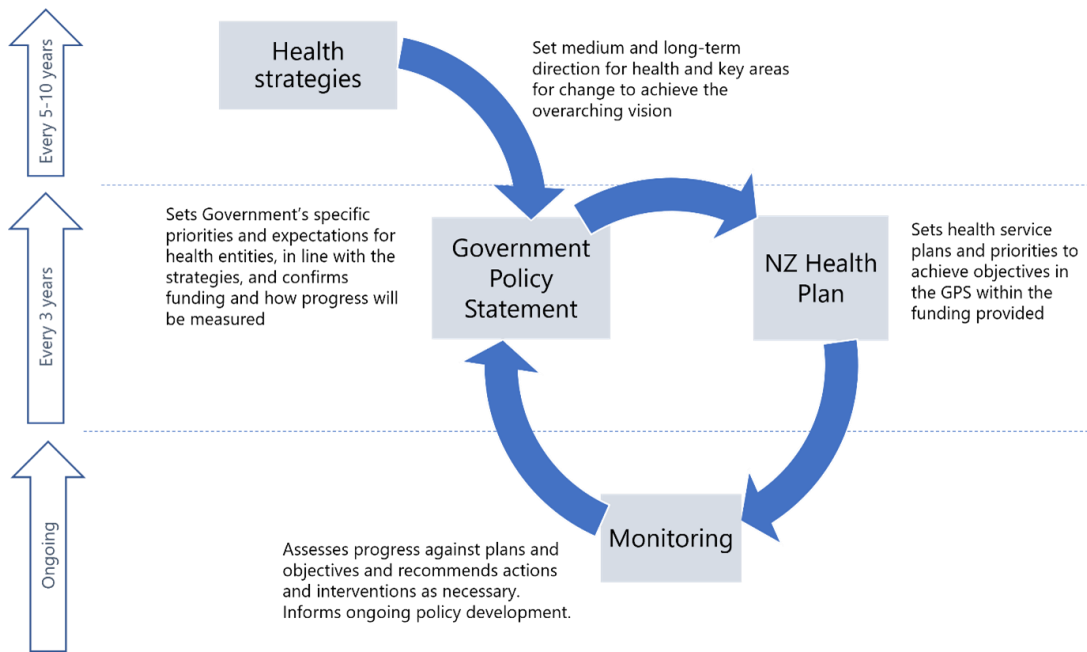 Every 5-10 years
Health
strategies
Set medium and long-term
direction for health and key areas
for change to achieve the
overarching vision
Every 3 years
Sets Government’s specific
priorities and expectations for
health entities, in line with the
strategies, and confirms
funding and how progress will
be measured
Government
Policy
Statement
NZ Health
Plan
Sets health service
plans and priorities to
achieve objectives in
the GPS within the
funding provided
Ongoing
Monitoring
Assesses progress against plans and
objectives and recommends actions
and interventions as necessary.
Informs ongoing policy development.